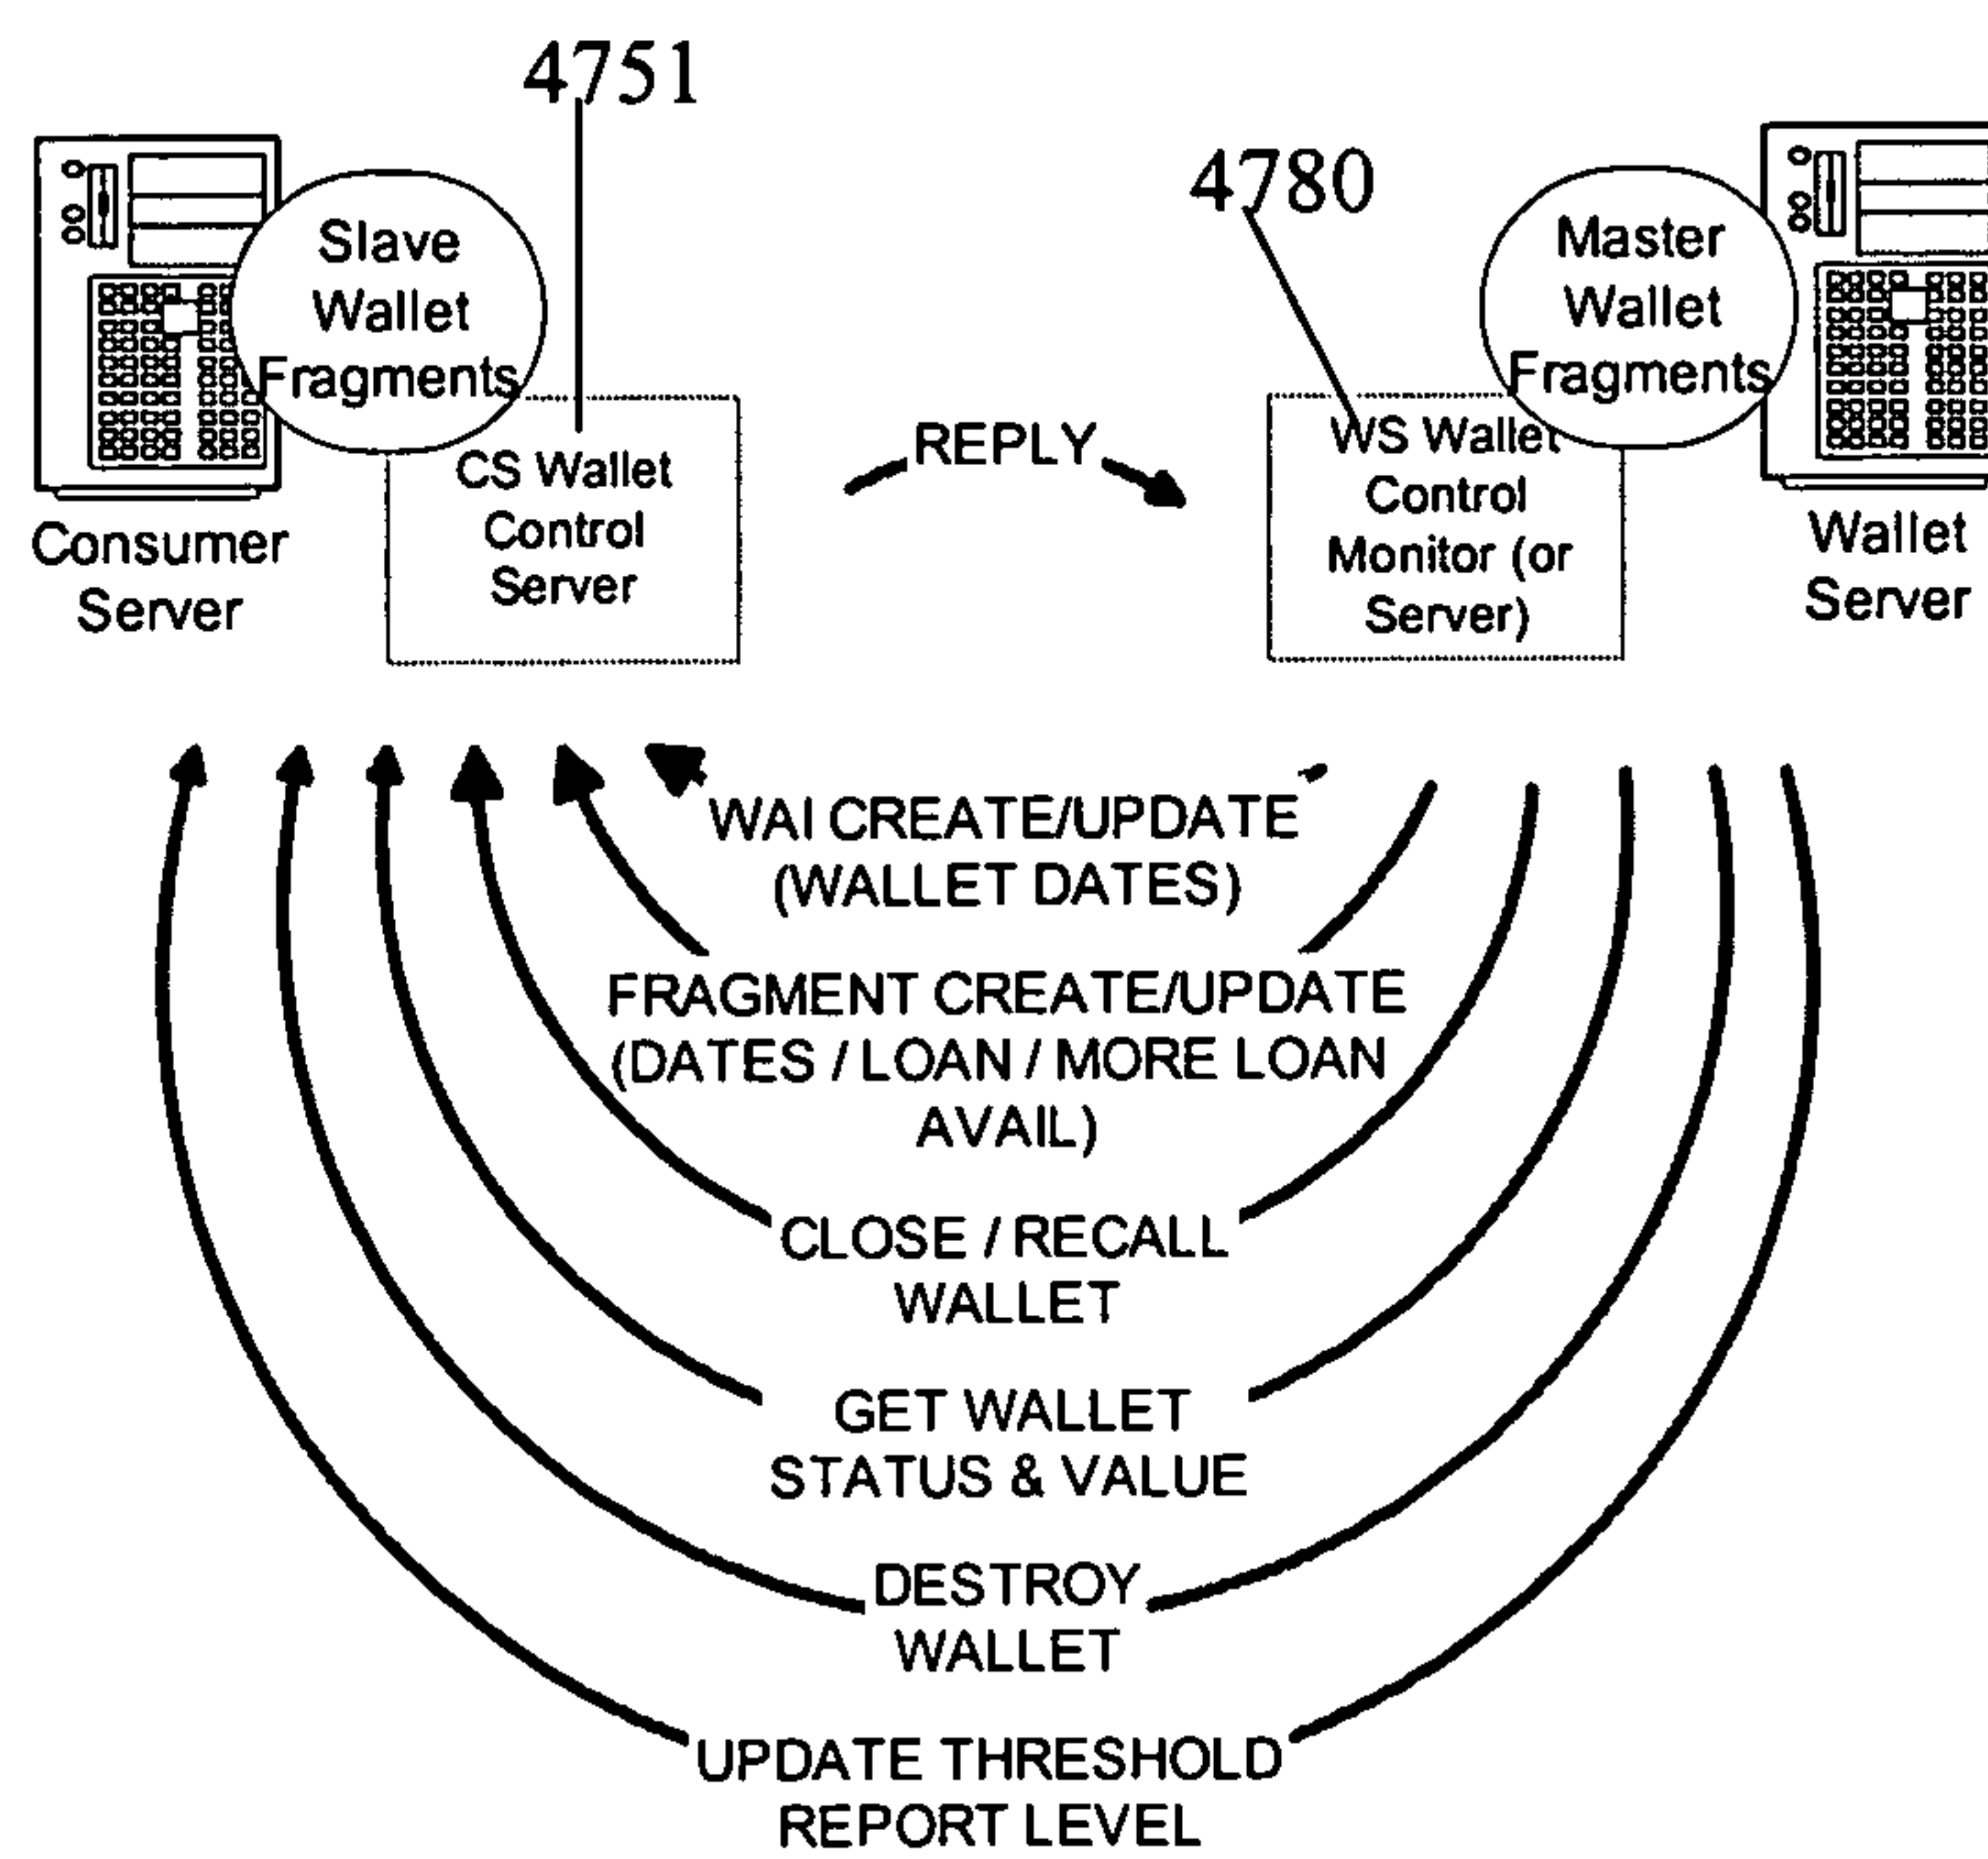 4751
4780
Slave
Wallet
Fragments
Master
Wallet
Fragments
CS Wallet
Control
Server
REPLY
WS Wallet
Control
Monitor (or
Server)
Consumer
Server
Wallet
Server
WAI CREATE/UPDATE
(WALLET DATES)
FRAGMENT CREATE/UPDATE
(DATES / LOAN / MORE LOAN
AVAIL)
CLOSE / RECALL
WALLET
GET WALLET
STATUS & VALUE
DESTROY
WALLET
UPDATE THRESHOLD
REPORT LEVEL